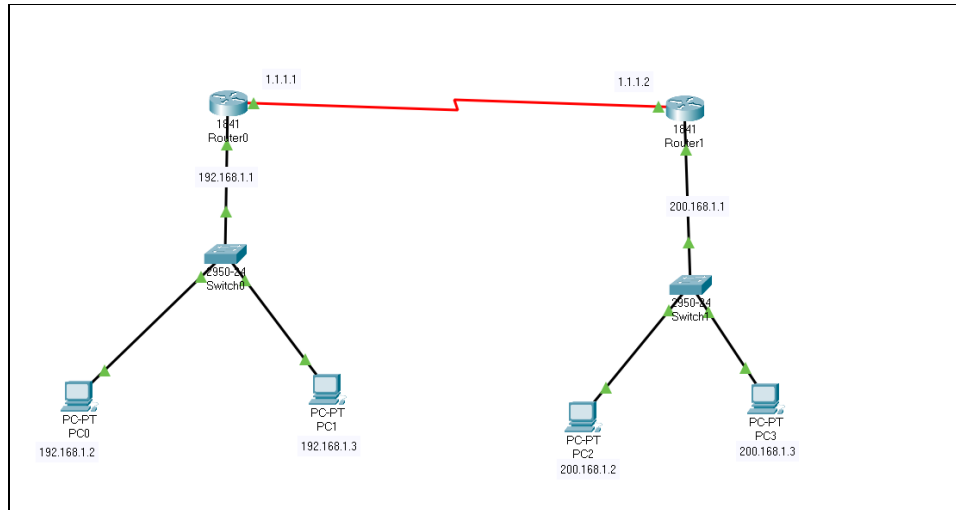 1.1.1.1
1.1.1.2
1841
Router0
1841
Router1
192.168.1.1
200.168.1.1
2950-24
Switch0
2950-24
Switch1
PC-PT
PC0
192.168.1.2
PC-PT
PC1
192.168.1.3
PC-PT
PC2
200.168.1.2
PC-PT
PC3
200.168.1.3